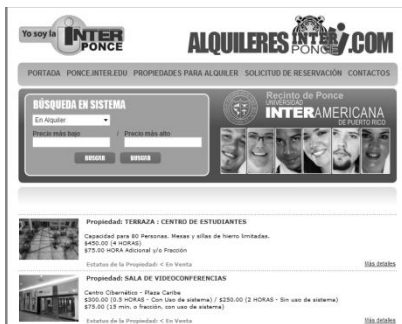 Yo soy la INTER PONCE
ALQUILERES INTER PONCE .COM
PORTADA PONCE.INTER.EDU PROPIEDADES PARA ALQUILER SOLICITUD DE RESERVACIÓN CONTACTOS
BÚSQUEDA EN SISTEMA
En Alquiler
Precio más bajo / Precio más alto
BUSCAR BUSCAR
Recinto de Ponce
UNIVERSIDAD
INTERAMERICANA
DE PUERTO RICO
Propiedad: TERRAZA : CENTRO DE ESTUDIANTES
Capacidad para 80 Personas. Mesas y sillas de hierro limitadas.
$450.00 (4 HORAS)
$75.00 HORA Adicional y/o Fracción
Estatus de la Propiedad: < En Venta Más detalles
Propiedad: SALA DE VIDEOCONFERENCIAS
Centro Cibernético - Plaza Caribe
$300.00 (0.5 HORAS - Con Uso de sistema) / $250.00 (2 HORAS - Sin uso de sistema)
$75.00 (15 min. o fracción, con uso de sistema)
Estatus de la Propiedad: < En Venta Más detalles